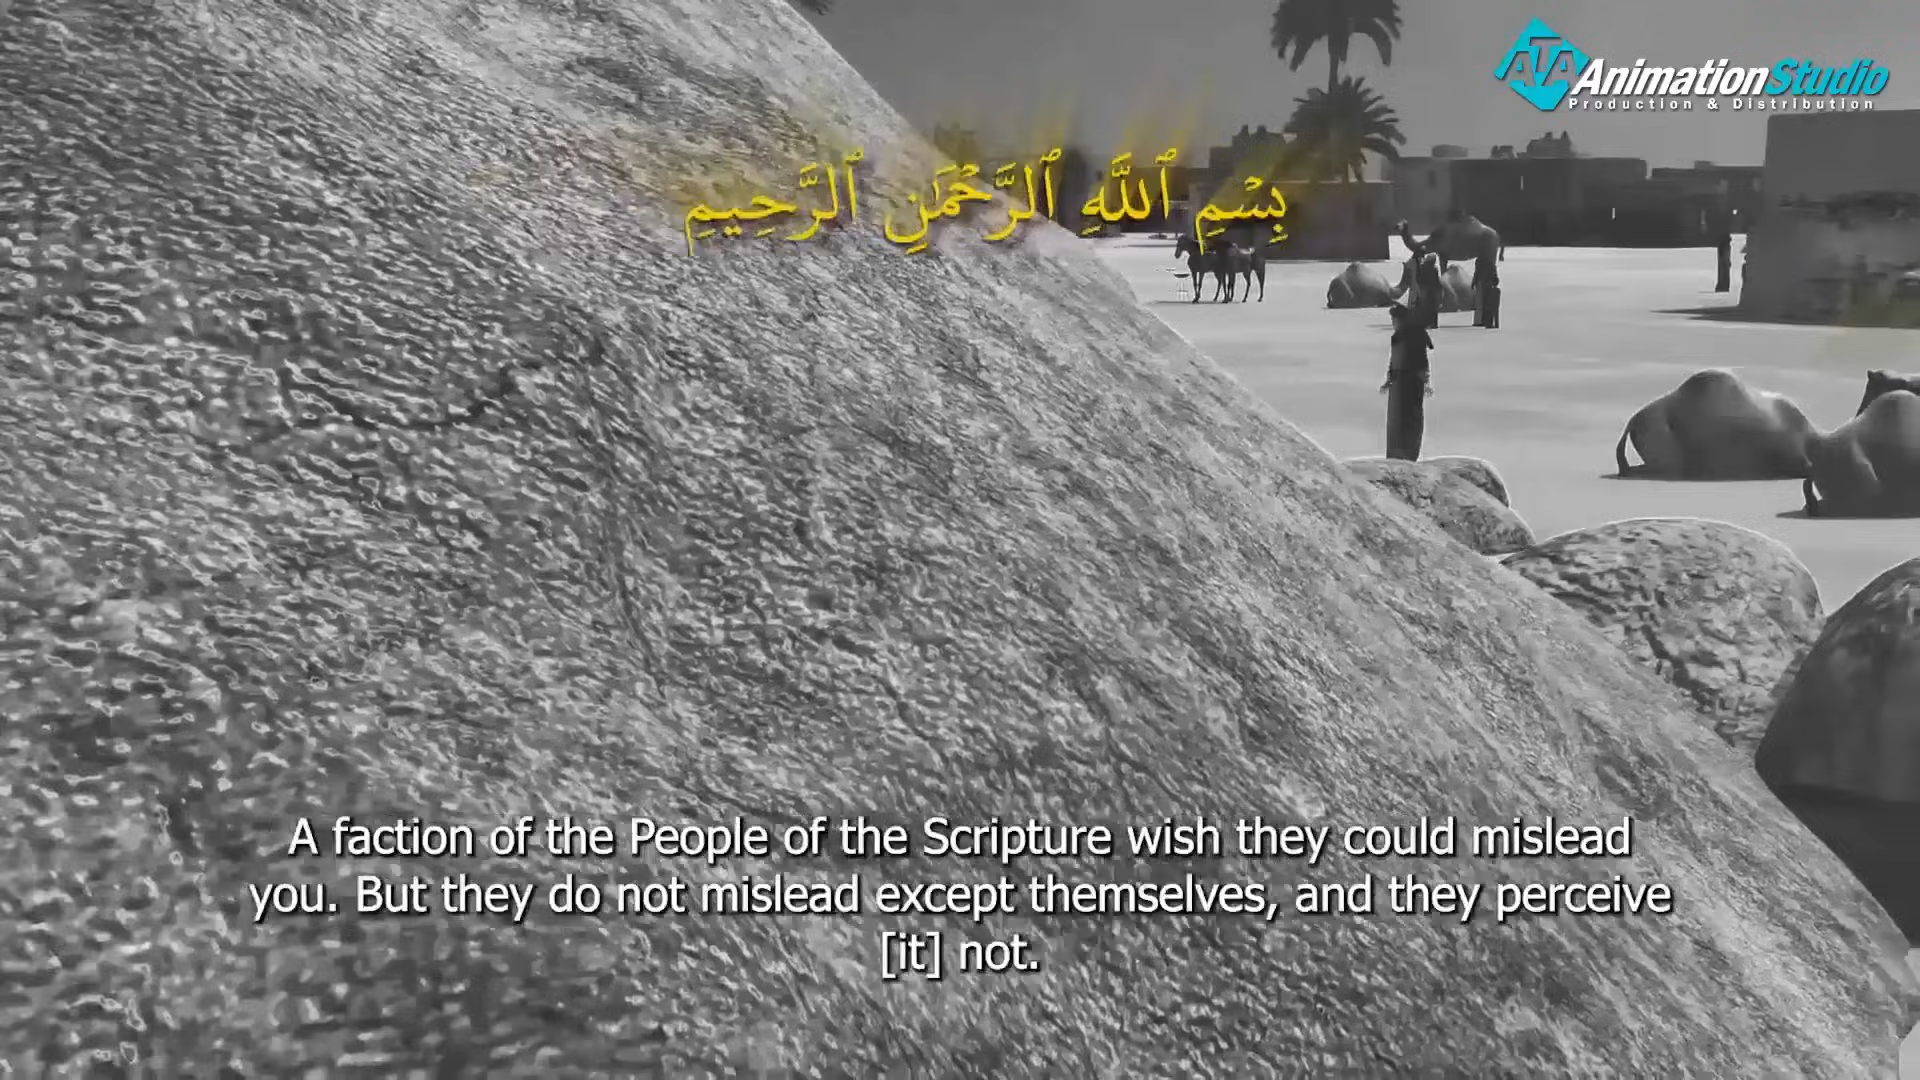 ATA AnimationStudio
Production & Distribution
بِسْمِ ٱللَّهِ ٱلرَّحْمَٰنِ ٱلرَّحِيمِ
A faction of the People of the Scripture wish they could mislead
you. But they do not mislead except themselves, and they perceive
[it] not.